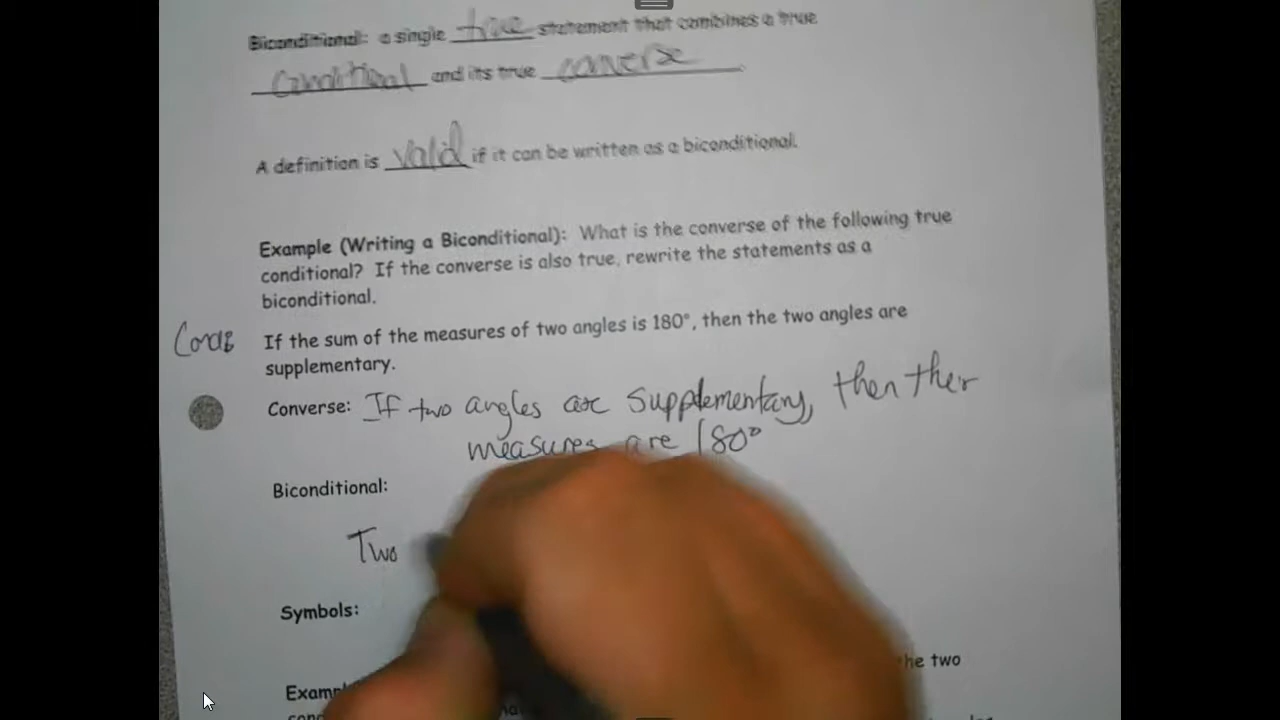 Biconditional: a single true statement that combines a true
conditional and its true converse.
A definition is valid if it can be written as a biconditional.
Example (Writing a Biconditional): What is the converse of the following true
conditional? If the converse is also true, rewrite the statements as a
biconditional.
If the sum of the measures of two angles is 180°, then the two angles are
supplementary.
Converse: If two angles are supplementary, then their
measures are 180°
Biconditional:
Two
Symbols:
he two